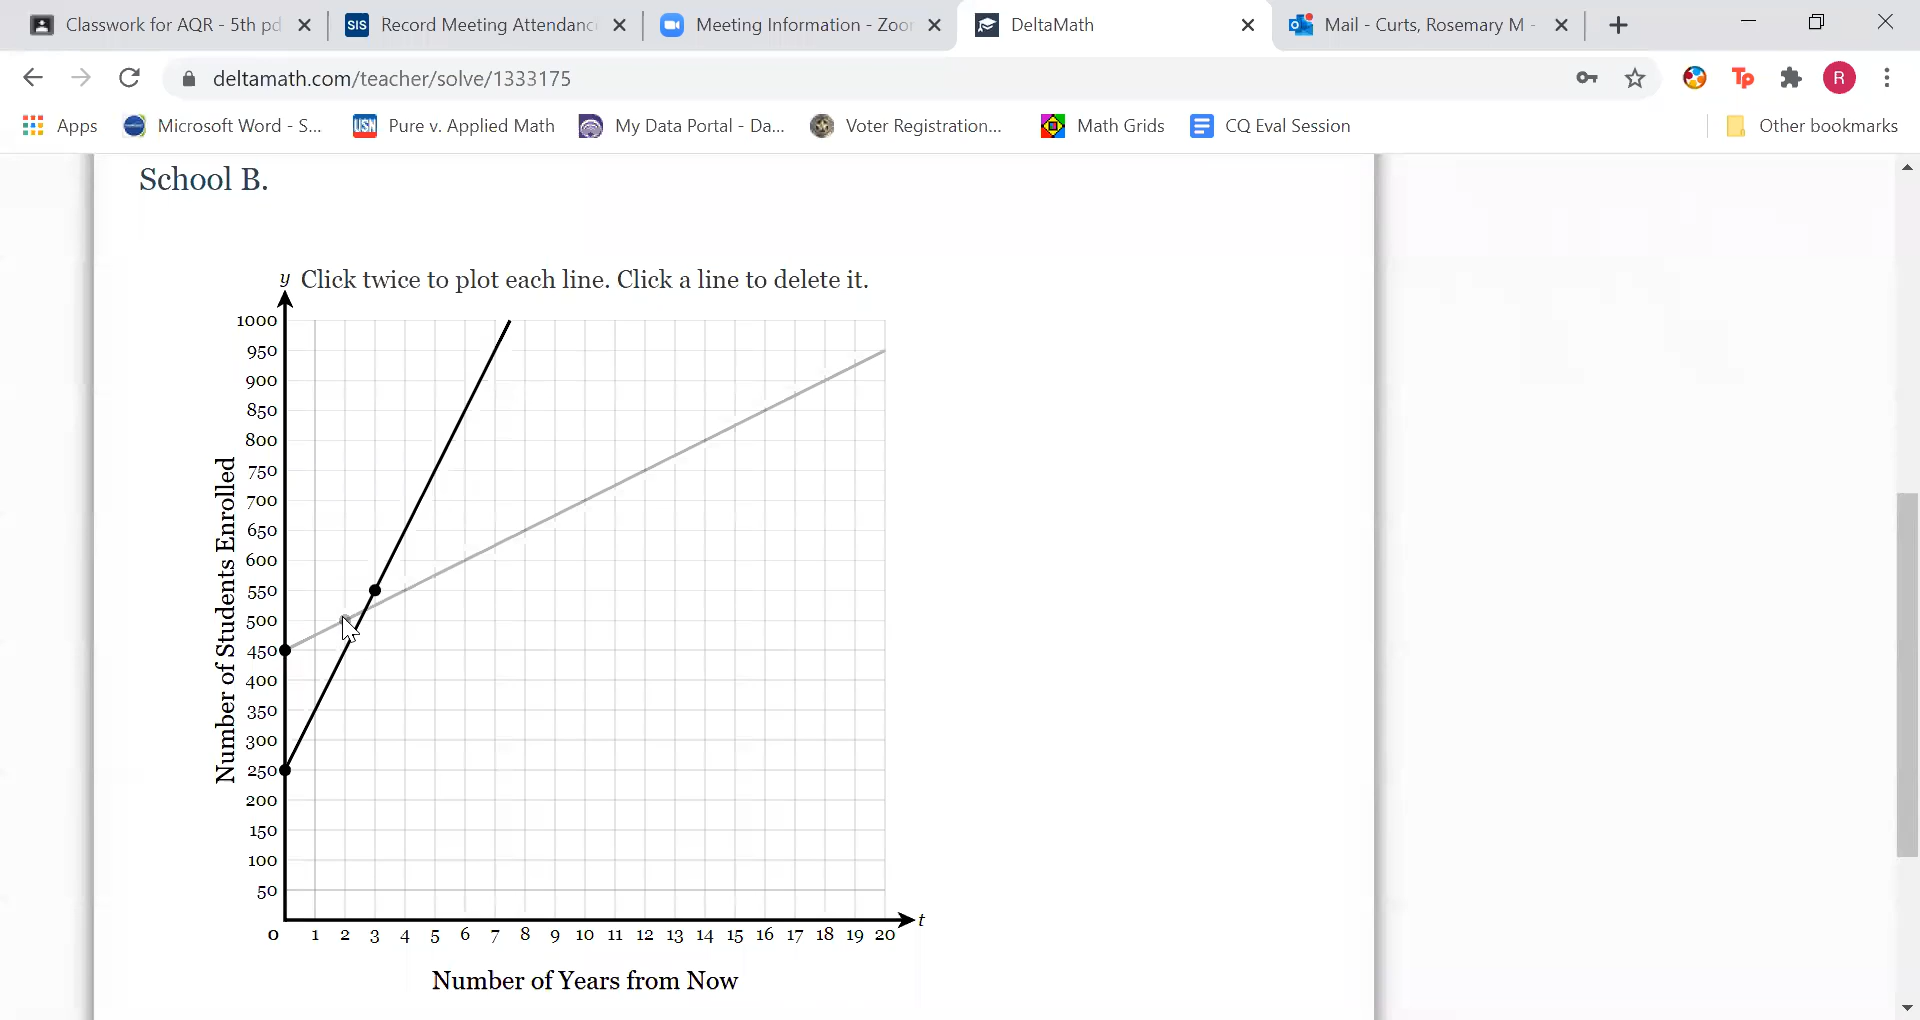 Classwork for AQR - 5th pd
SIS Record Meeting Attendanc
Meeting Information - Zoo
DeltaMath
Mail - Curts, Rosemary M -
deltamath.com/teacher/solve/1333175
Tp
R
Apps
Microsoft Word - S...
USN Pure v. Applied Math
My Data Portal - Da...
Voter Registration...
Math Grids
CQ Eval Session
Other bookmarks
School B.
y Click twice to plot each line. Click a line to delete it.
1000
950
900
850
800
750
700
650
600
550
500
450
400
350
300
250
200
150
100
50
Number of Students Enrolled
0 1 2 3 4 5 6 7 8 9 10 11 12 13 14 15 16 17 18 19 20
t
Number of Years from Now